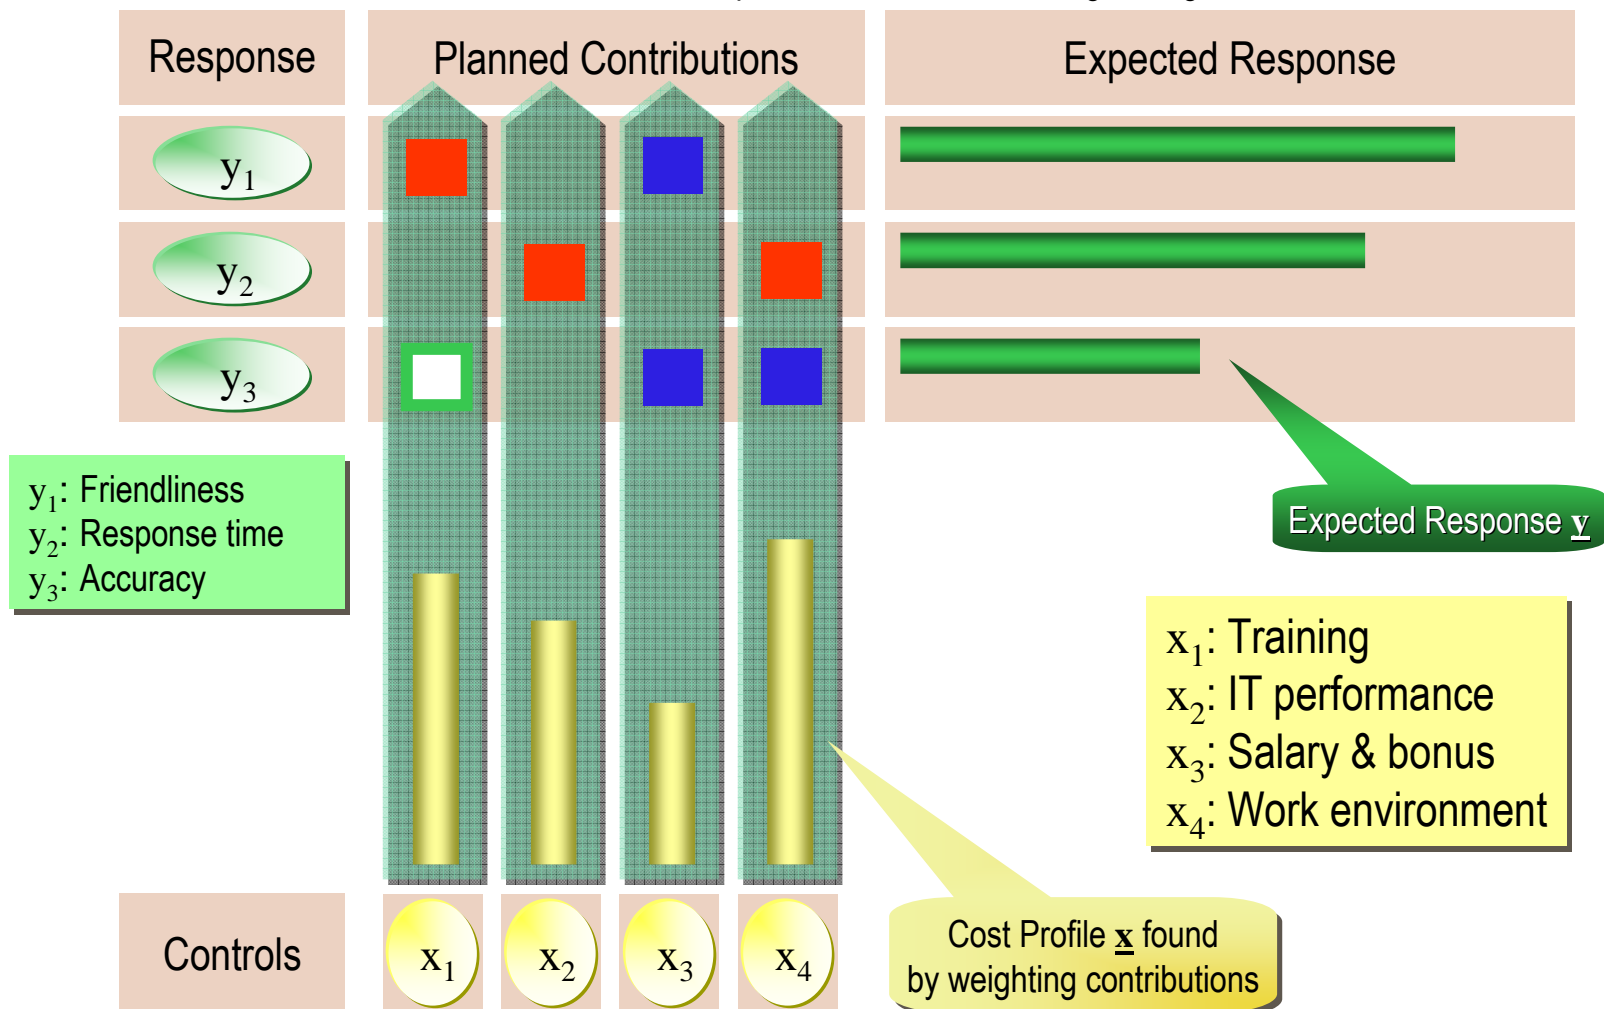 Response
Planned Contributions
Expected Response
y1
y2
y3
y1: Friendliness
y2: Response time
y3: Accuracy
Expected Response y
x1: Training
x2: IT performance
x3: Salary & bonus
x4: Work environment
Controls
x1
x2
x3
x4
Cost Profile x found
by weighting contributions